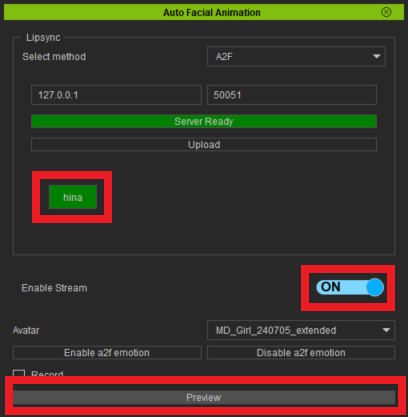 Auto Facial Animation
Lipsync
Select method A2F
127.0.0.1 50051
Server Ready
Upload
hina
Enable Stream ON
Avatar MD_Girl_240705_extended
Enable a2f emotion Disable a2f emotion
Record
Preview